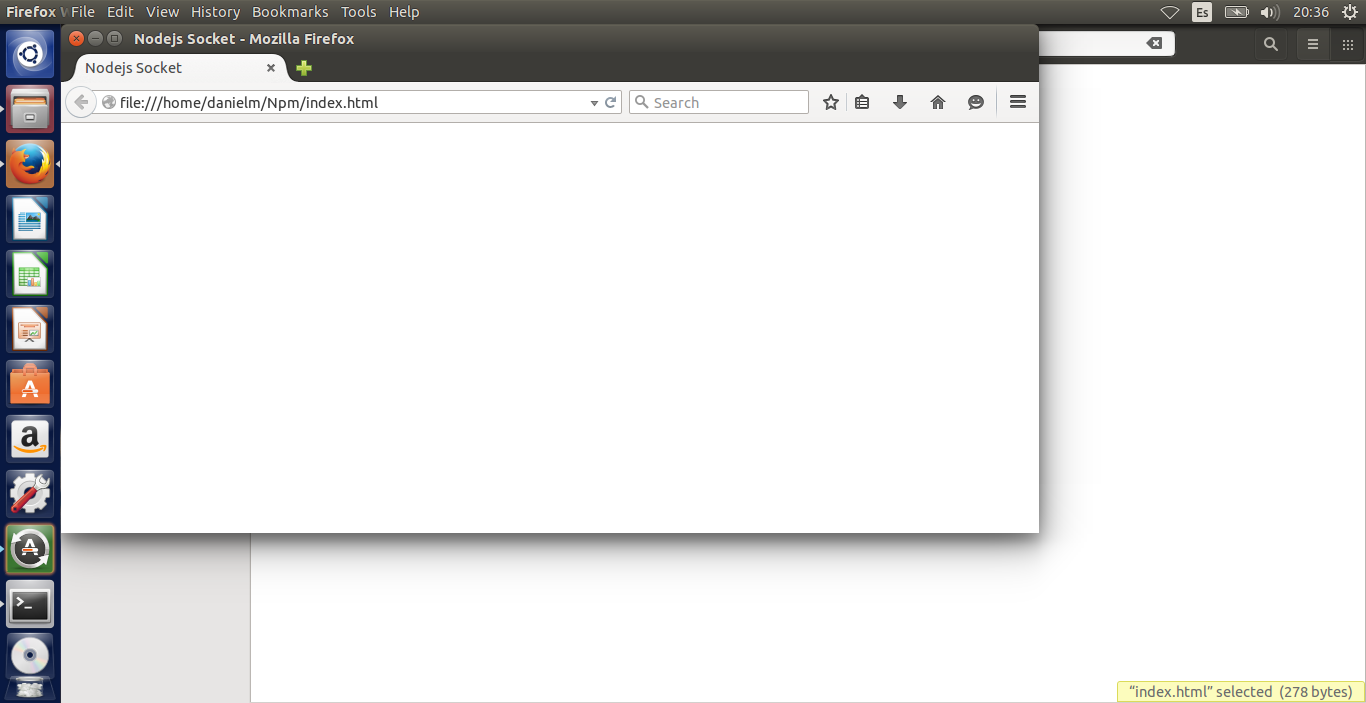 Firefox W File Edit View History Bookmarks Tools Help
Es
20:36
Nodejs Socket - Mozilla Firefox
Nodejs Socket
file:///home/danielm/Npm/index.html
Search
“index.html” selected (278 bytes)